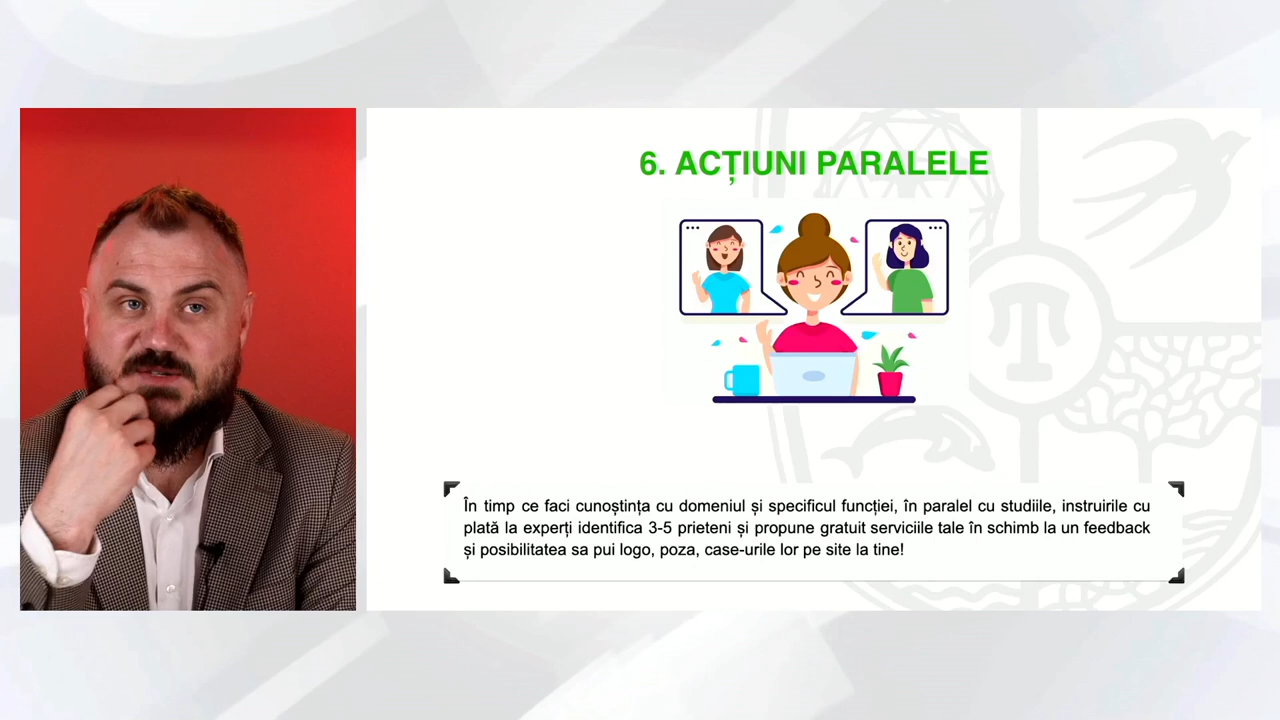 6. ACȚIUNI PARALELE
În timp ce faci cunoștința cu domeniul și specificul funcției, în paralel cu studiile, instruirile cu
plată la experți identifica 3-5 prieteni și propune gratuit serviciile tale în schimb la un feedback
și posibilitatea sa pui logo, poza, case-urile lor pe site la tine!